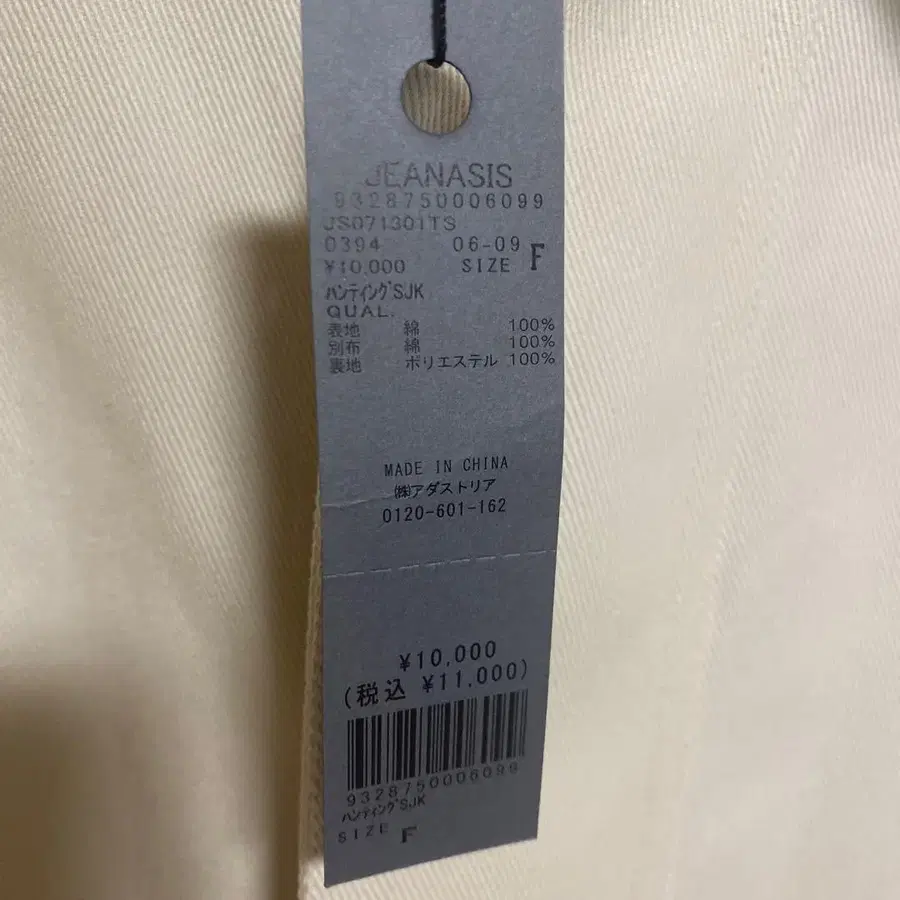 JEANASIS
9328750006099
JS071301TS
0394 06-09
¥10,000 SIZE F
ﾊﾝﾃｨﾝｸﾞSJK
QUAL.
表地 綿 100%
別布 綿 100%
裏地 ポリエステル 100%
MADE IN CHINA
㈱アダストリア
0120-601-162
¥10,000
(税込 ¥11,000)
9328750006099
ﾊﾝﾃｨﾝｸﾞSJK
SIZE F